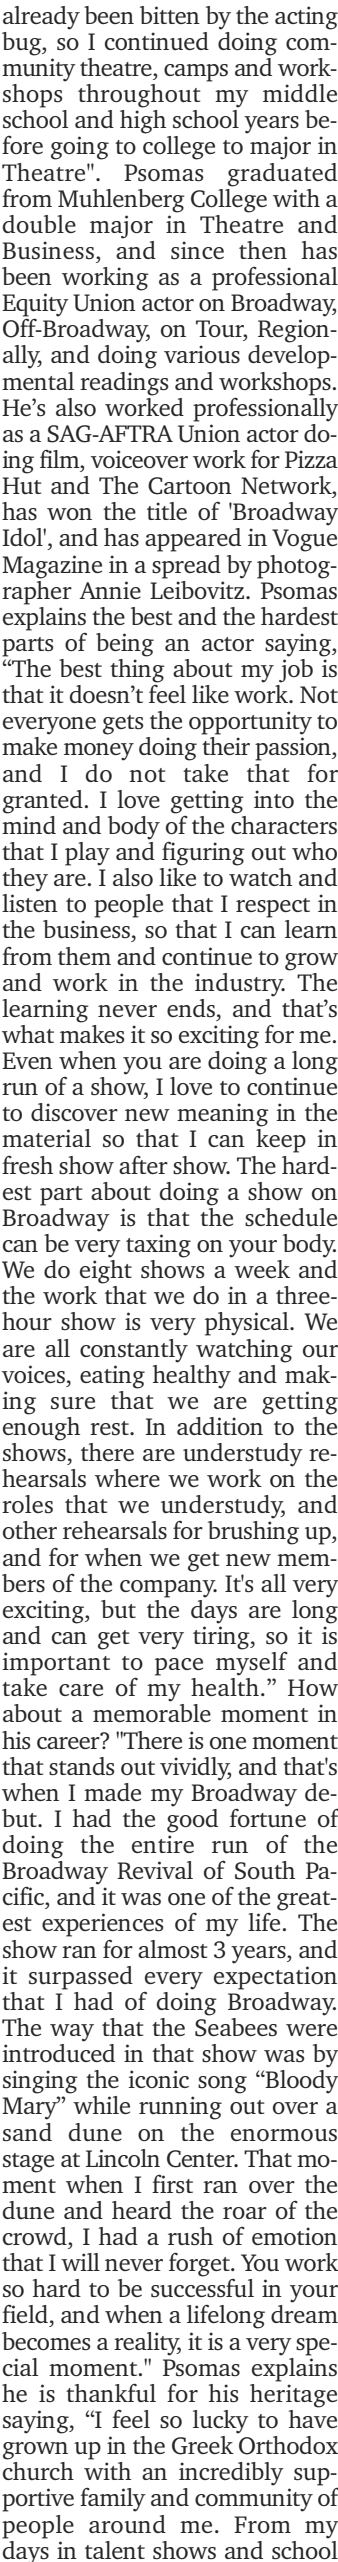 already been bitten by the acting
bug, so I continued doing com-
munity theatre, camps and work-
shops throughout my middle
school and high school years be-
fore going to college to major in
Theatre". Psomas graduated
from Muhlenberg College with a
double major in Theatre and
Business, and since then has
been working as a professional
Equity Union actor on Broadway,
Off-Broadway, on Tour, Region-
ally, and doing various develop-
mental readings and workshops.
He’s also worked professionally
as a SAG-AFTRA Union actor do-
ing film, voiceover work for Pizza
Hut and The Cartoon Network,
has won the title of 'Broadway
Idol', and has appeared in Vogue
Magazine in a spread by photog-
rapher Annie Leibovitz. Psomas
explains the best and the hardest
parts of being an actor saying,
“The best thing about my job is
that it doesn’t feel like work. Not
everyone gets the opportunity to
make money doing their passion,
and I do not take that for
granted. I love getting into the
mind and body of the characters
that I play and figuring out who
they are. I also like to watch and
listen to people that I respect in
the business, so that I can learn
from them and continue to grow
and work in the industry. The
learning never ends, and that’s
what makes it so exciting for me.
Even when you are doing a long
run of a show, I love to continue
to discover new meaning in the
material so that I can keep in
fresh show after show. The hard-
est part about doing a show on
Broadway is that the schedule
can be very taxing on your body.
We do eight shows a week and
the work that we do in a three-
hour show is very physical. We
are all constantly watching our
voices, eating healthy and mak-
ing sure that we are getting
enough rest. In addition to the
shows, there are understudy re-
hearsals where we work on the
roles that we understudy, and
other rehearsals for brushing up,
and for when we get new mem-
bers of the company. It's all very
exciting, but the days are long
and can get very tiring, so it is
important to pace myself and
take care of my health.” How
about a memorable moment in
his career? "There is one moment
that stands out vividly, and that's
when I made my Broadway de-
but. I had the good fortune of
doing the entire run of the
Broadway Revival of South Pa-
cific, and it was one of the great-
est experiences of my life. The
show ran for almost 3 years, and
it surpassed every expectation
that I had of doing Broadway.
The way that the Seabees were
introduced in that show was by
singing the iconic song “Bloody
Mary” while running out over a
sand dune on the enormous
stage at Lincoln Center. That mo-
ment when I first ran over the
dune and heard the roar of the
crowd, I had a rush of emotion
that I will never forget. You work
so hard to be successful in your
field, and when a lifelong dream
becomes a reality, it is a very spe-
cial moment." Psomas explains
he is thankful for his heritage
saying, “I feel so lucky to have
grown up in the Greek Orthodox
church with an incredibly sup-
portive family and community of
people around me. From my
days in talent shows and school